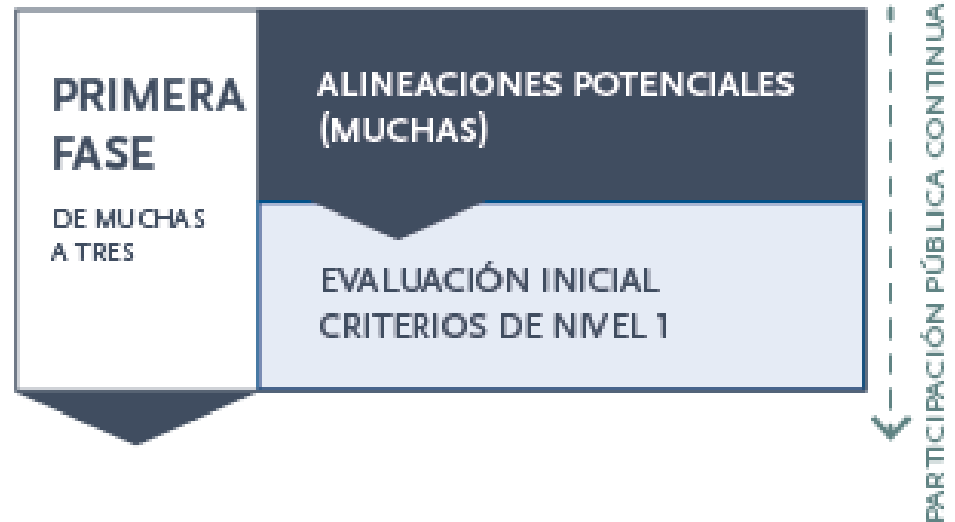 PRIMERA
FASE
DE MUCHAS
A TRES
ALINEACIONES POTENCIALES
(MUCHAS)
EVALUACIÓN INICIAL
CRITERIOS DE NIVEL 1
PARTICIPACIÓN PÚBLICA CONTINUA